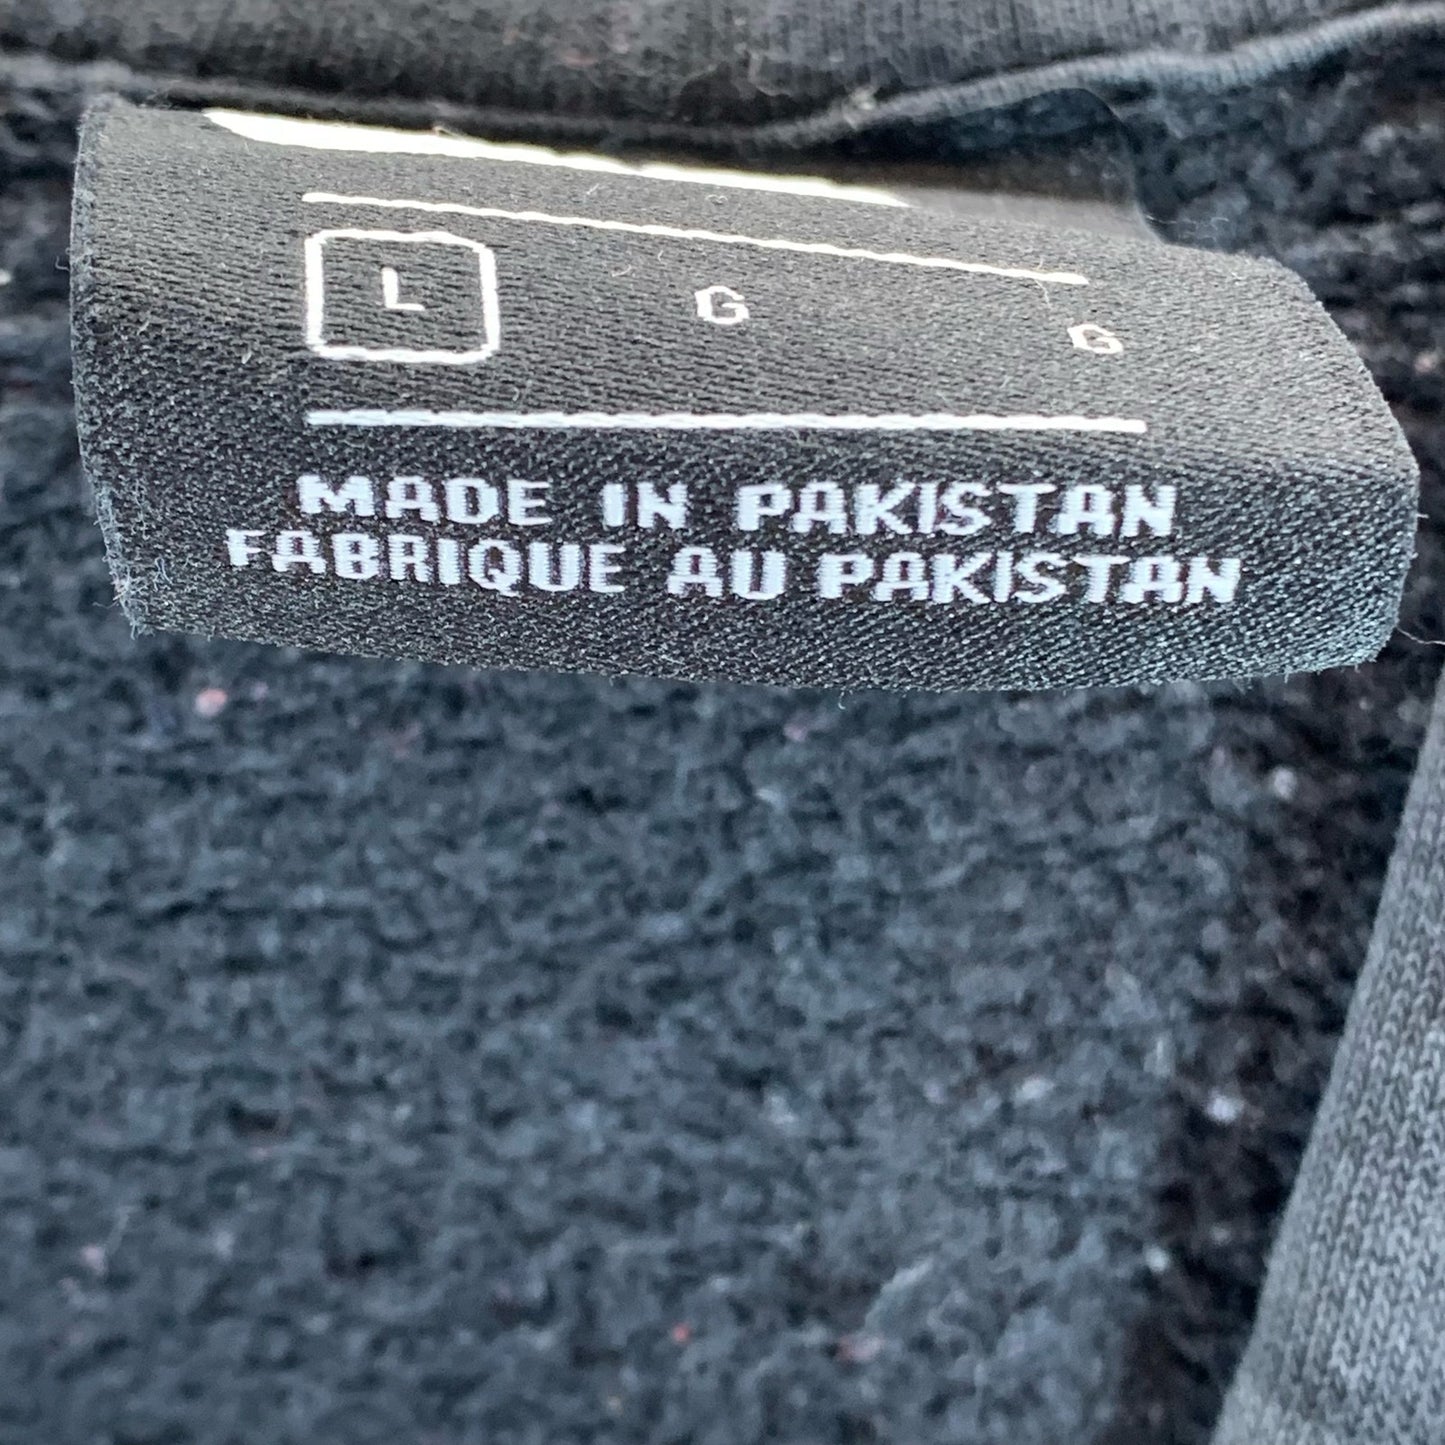 L G G
MADE IN PAKISTAN
FABRIQUE AU PAKISTAN